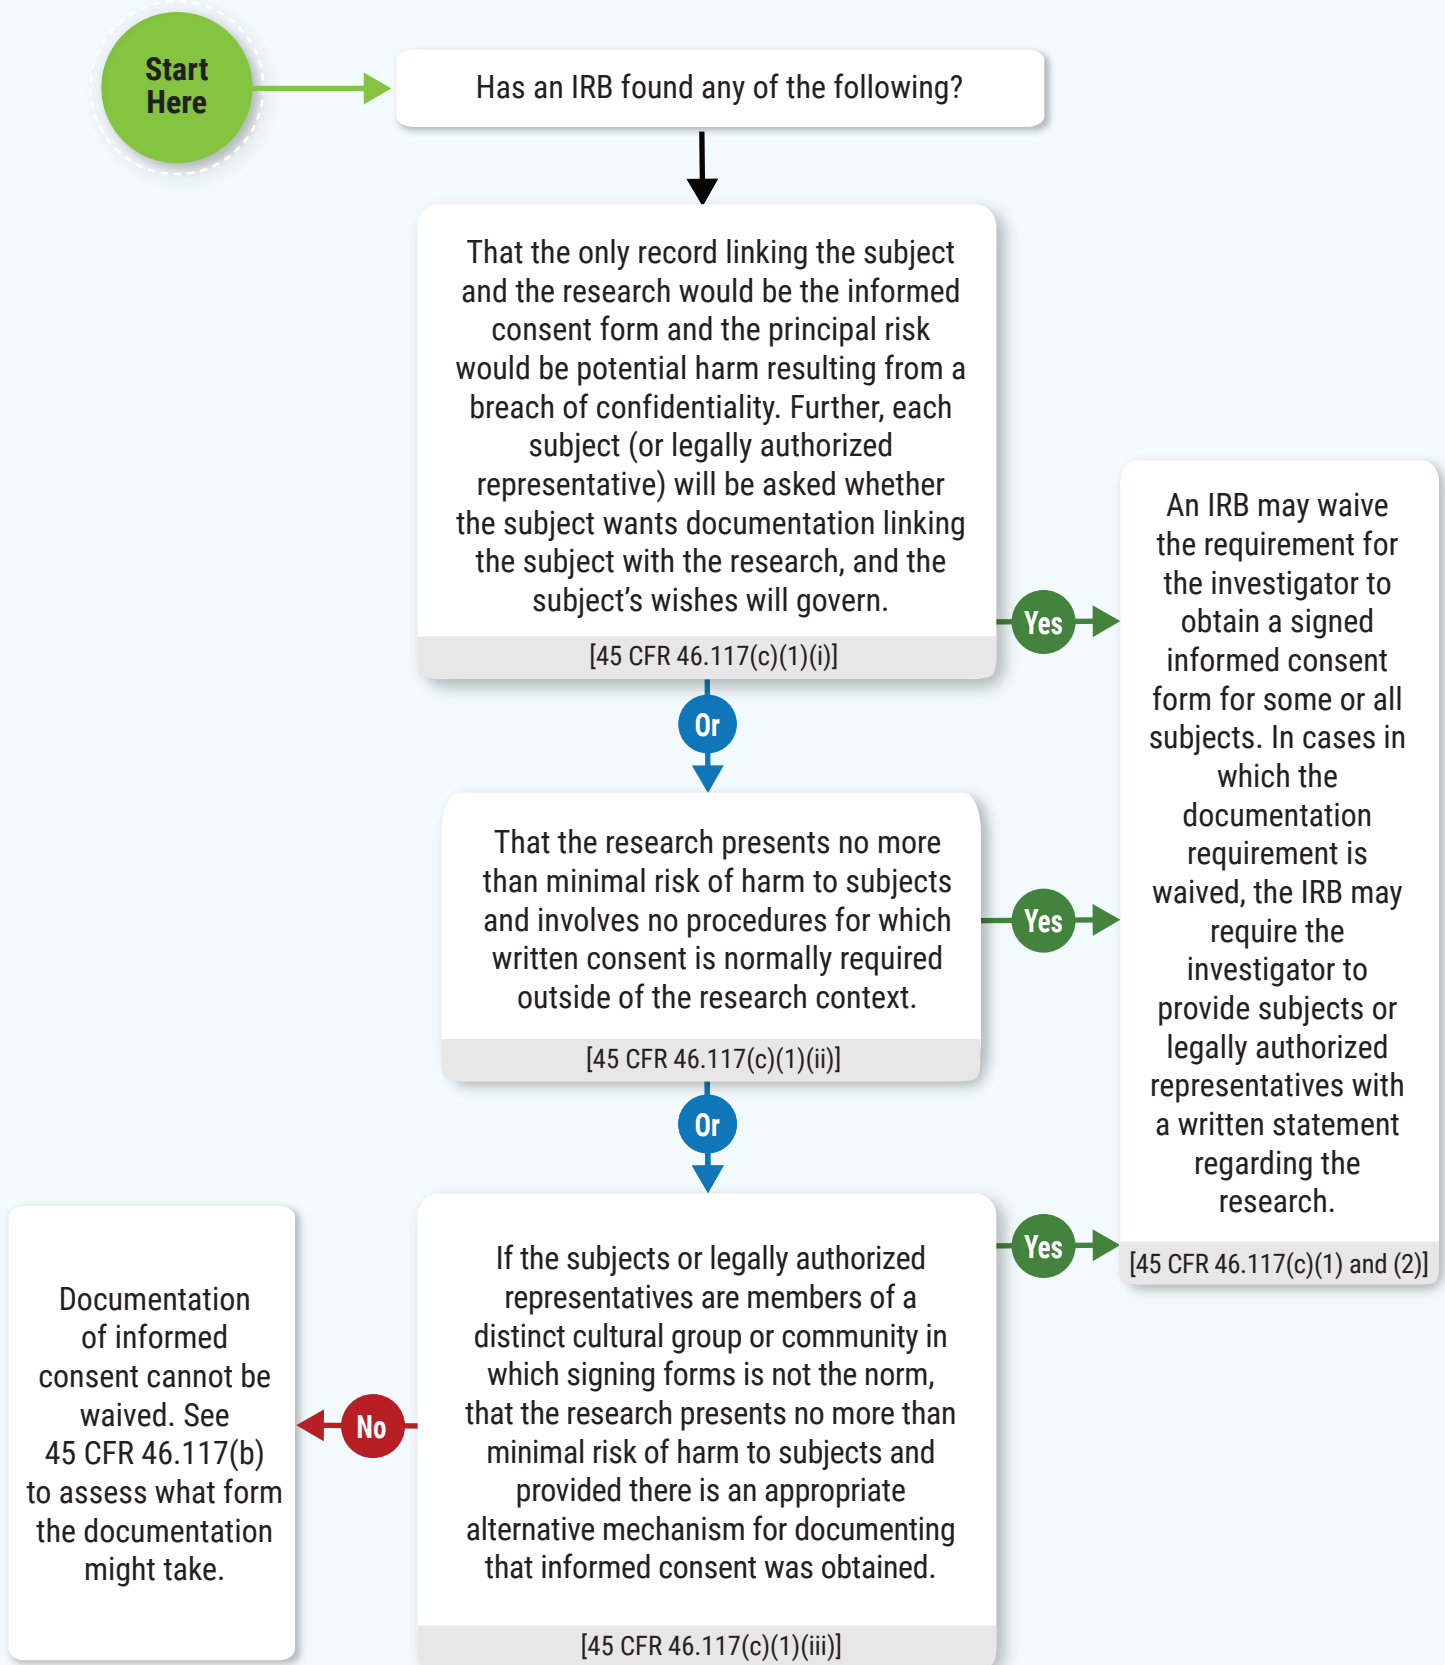 Start
Here
Has an IRB found any of the following?
That the only record linking the subject
and the research would be the informed
consent form and the principal risk
would be potential harm resulting from a
breach of confidentiality. Further, each
subject (or legally authorized
representative) will be asked whether
the subject wants documentation linking
the subject with the research, and the
subject’s wishes will govern.
[45 CFR 46.117(c)(1)(i)]
Yes
Or
That the research presents no more
than minimal risk of harm to subjects
and involves no procedures for which
written consent is normally required
outside of the research context.
[45 CFR 46.117(c)(1)(ii)]
Yes
Or
If the subjects or legally authorized
representatives are members of a
distinct cultural group or community in
which signing forms is not the norm,
that the research presents no more than
minimal risk of harm to subjects and
provided there is an appropriate
alternative mechanism for documenting
that informed consent was obtained.
[45 CFR 46.117(c)(1)(iii)]
Yes
An IRB may waive
the requirement for
the investigator to
obtain a signed
informed consent
form for some or all
subjects. In cases in
which the
documentation
requirement is
waived, the IRB may
require the
investigator to
provide subjects or
legally authorized
representatives with
a written statement
regarding the
research.
[45 CFR 46.117(c)(1) and (2)]
No
Documentation
of informed
consent cannot be
waived. See
45 CFR 46.117(b)
to assess what form
the documentation
might take.